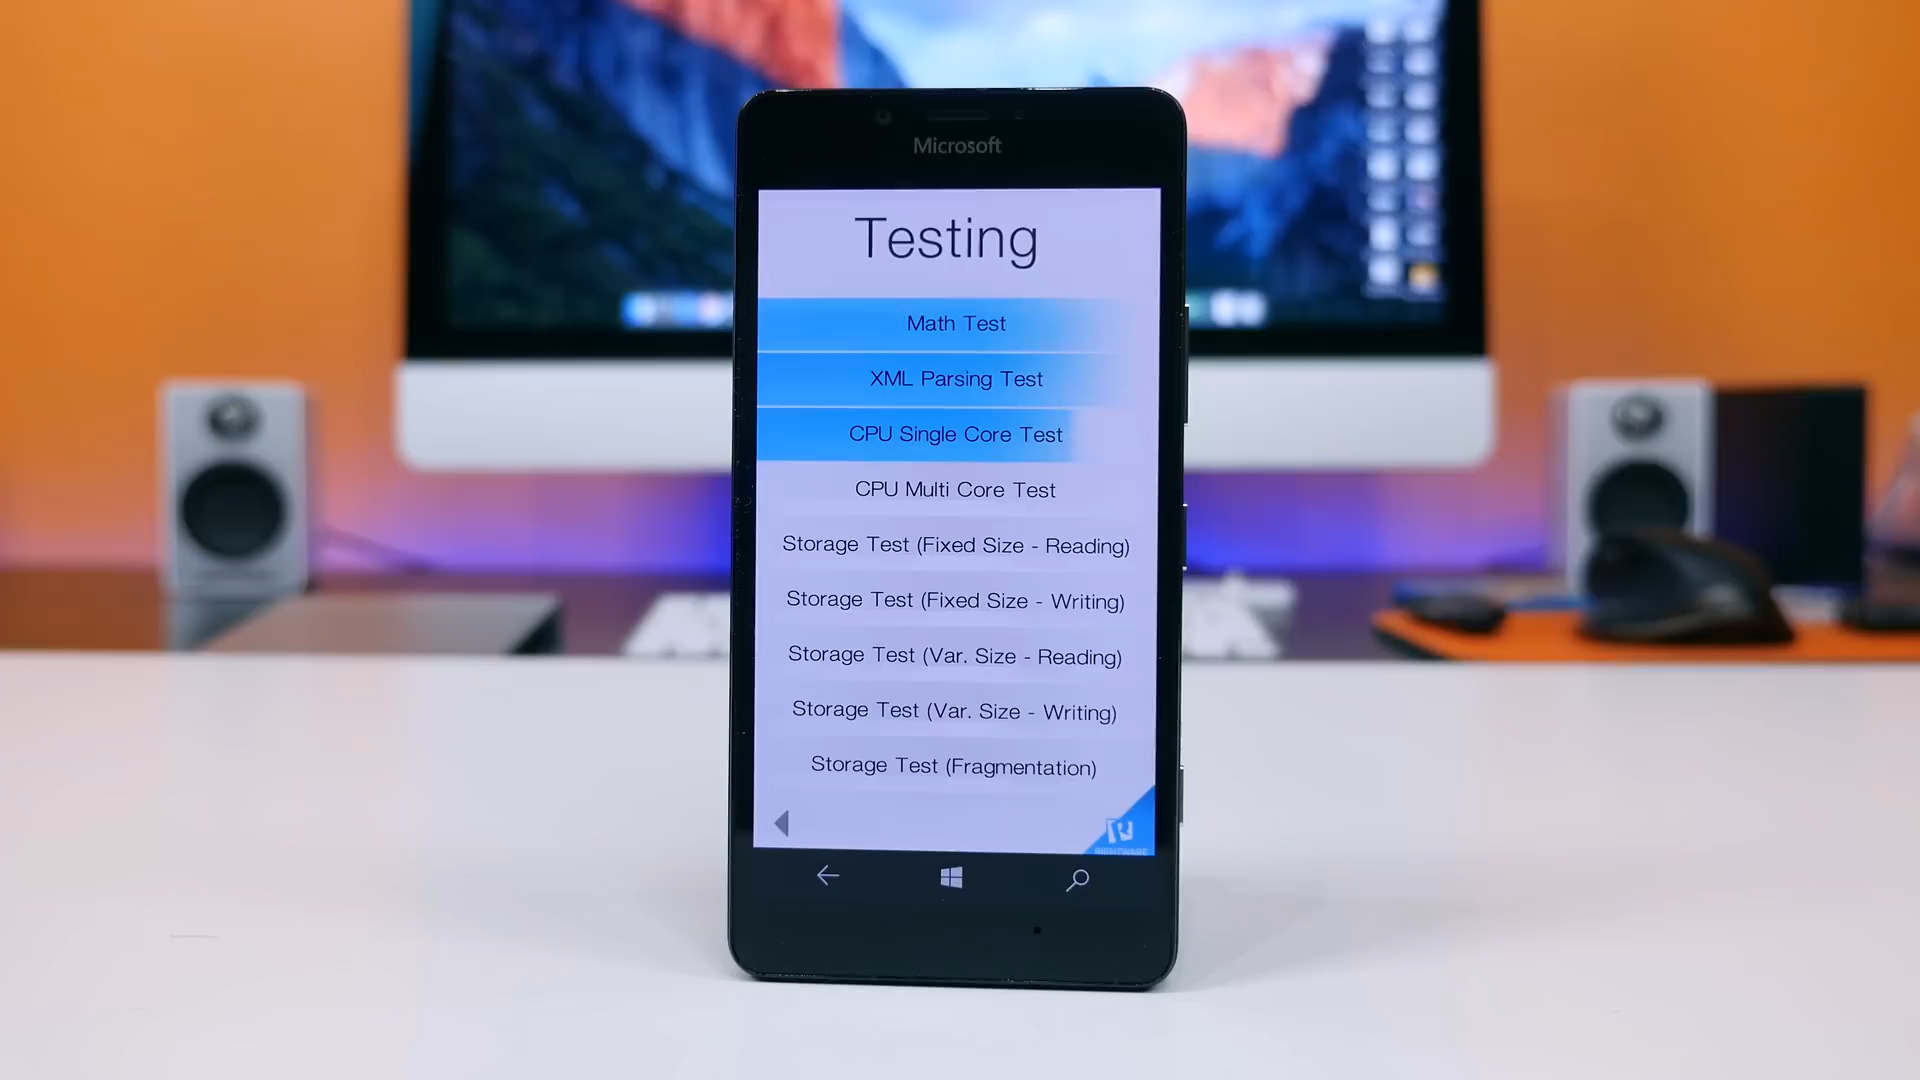 Microsoft
Testing
Math Test
XML Parsing Test
CPU Single Core Test
CPU Multi Core Test
Storage Test (Fixed Size - Reading)
Storage Test (Fixed Size - Writing)
Storage Test (Var. Size - Reading)
Storage Test (Var. Size - Writing)
Storage Test (Fragmentation)
RIGHTWARE